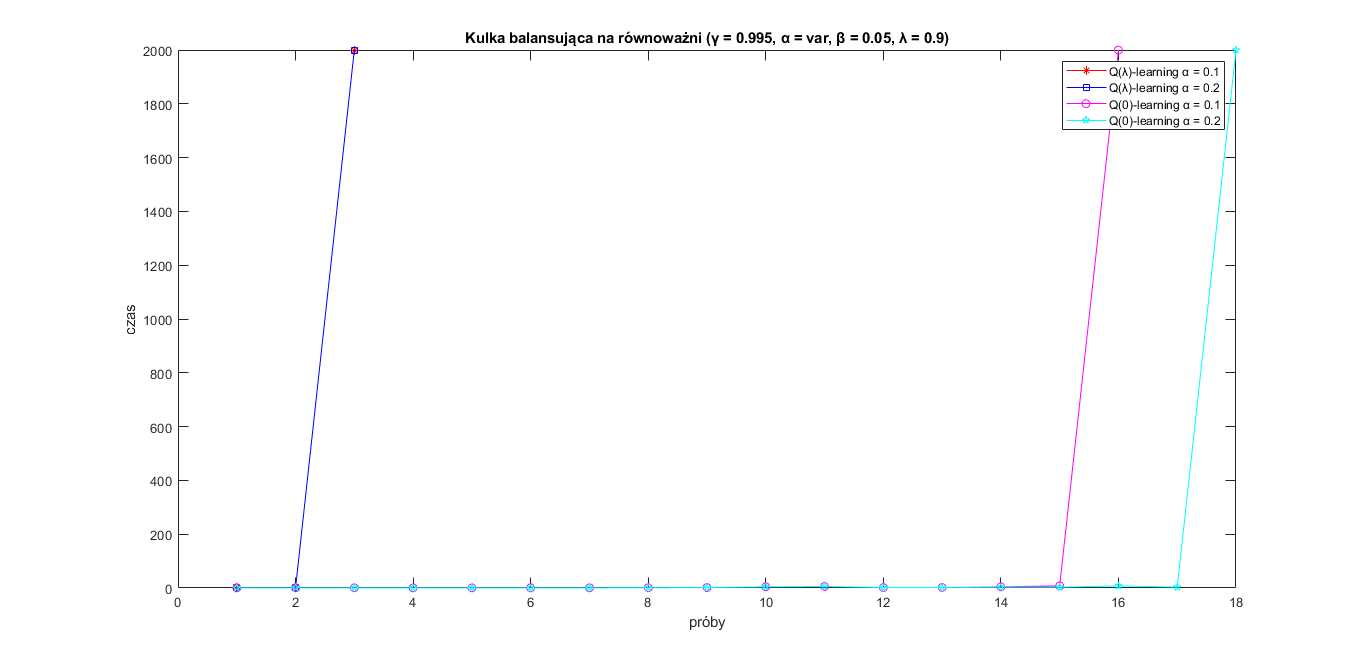 Kulka balansująca na równoważni (γ = 0.995, α = var, β = 0.05, λ = 0.9)
2000
1800
1600
1400
1200
1000
800
600
400
200
0
czas
Q(λ)-learning α = 0.1
Q(λ)-learning α = 0.2
Q(0)-learning α = 0.1
Q(0)-learning α = 0.2
0 2 4 6 8 10 12 14 16 18
próby